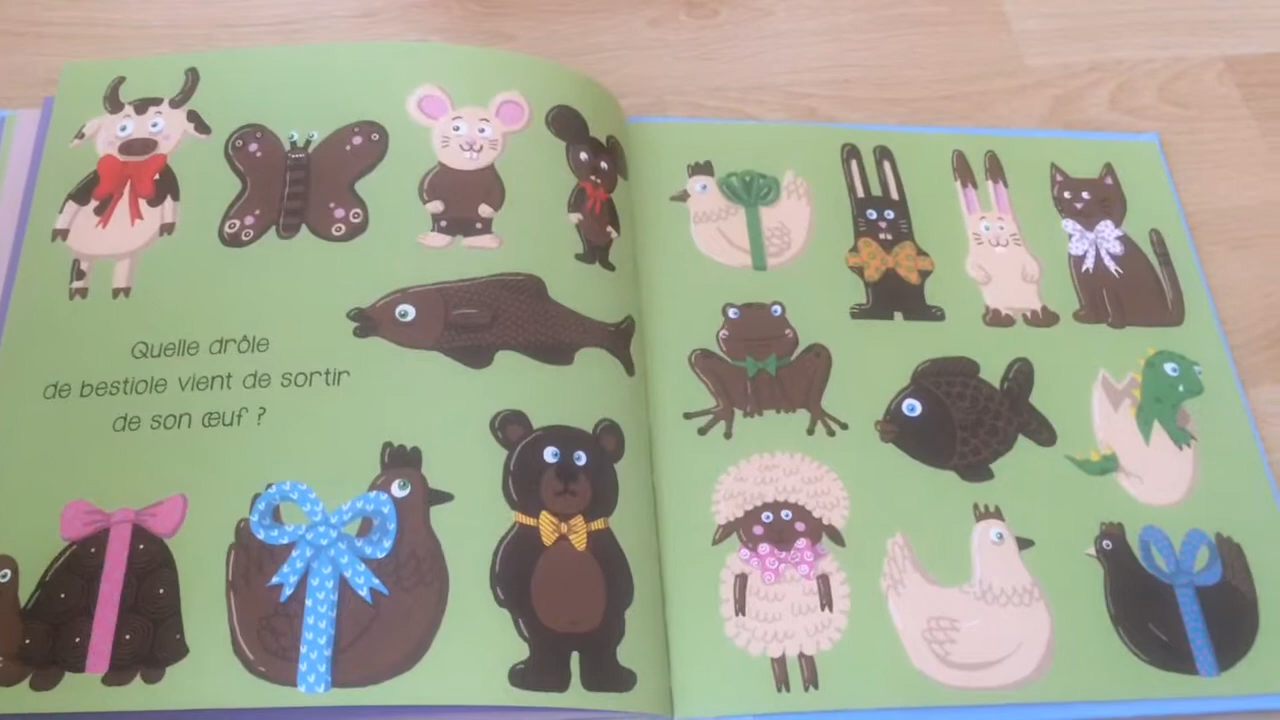 Quelle drôle
de bestiole vient de sortir
de son œuf ?